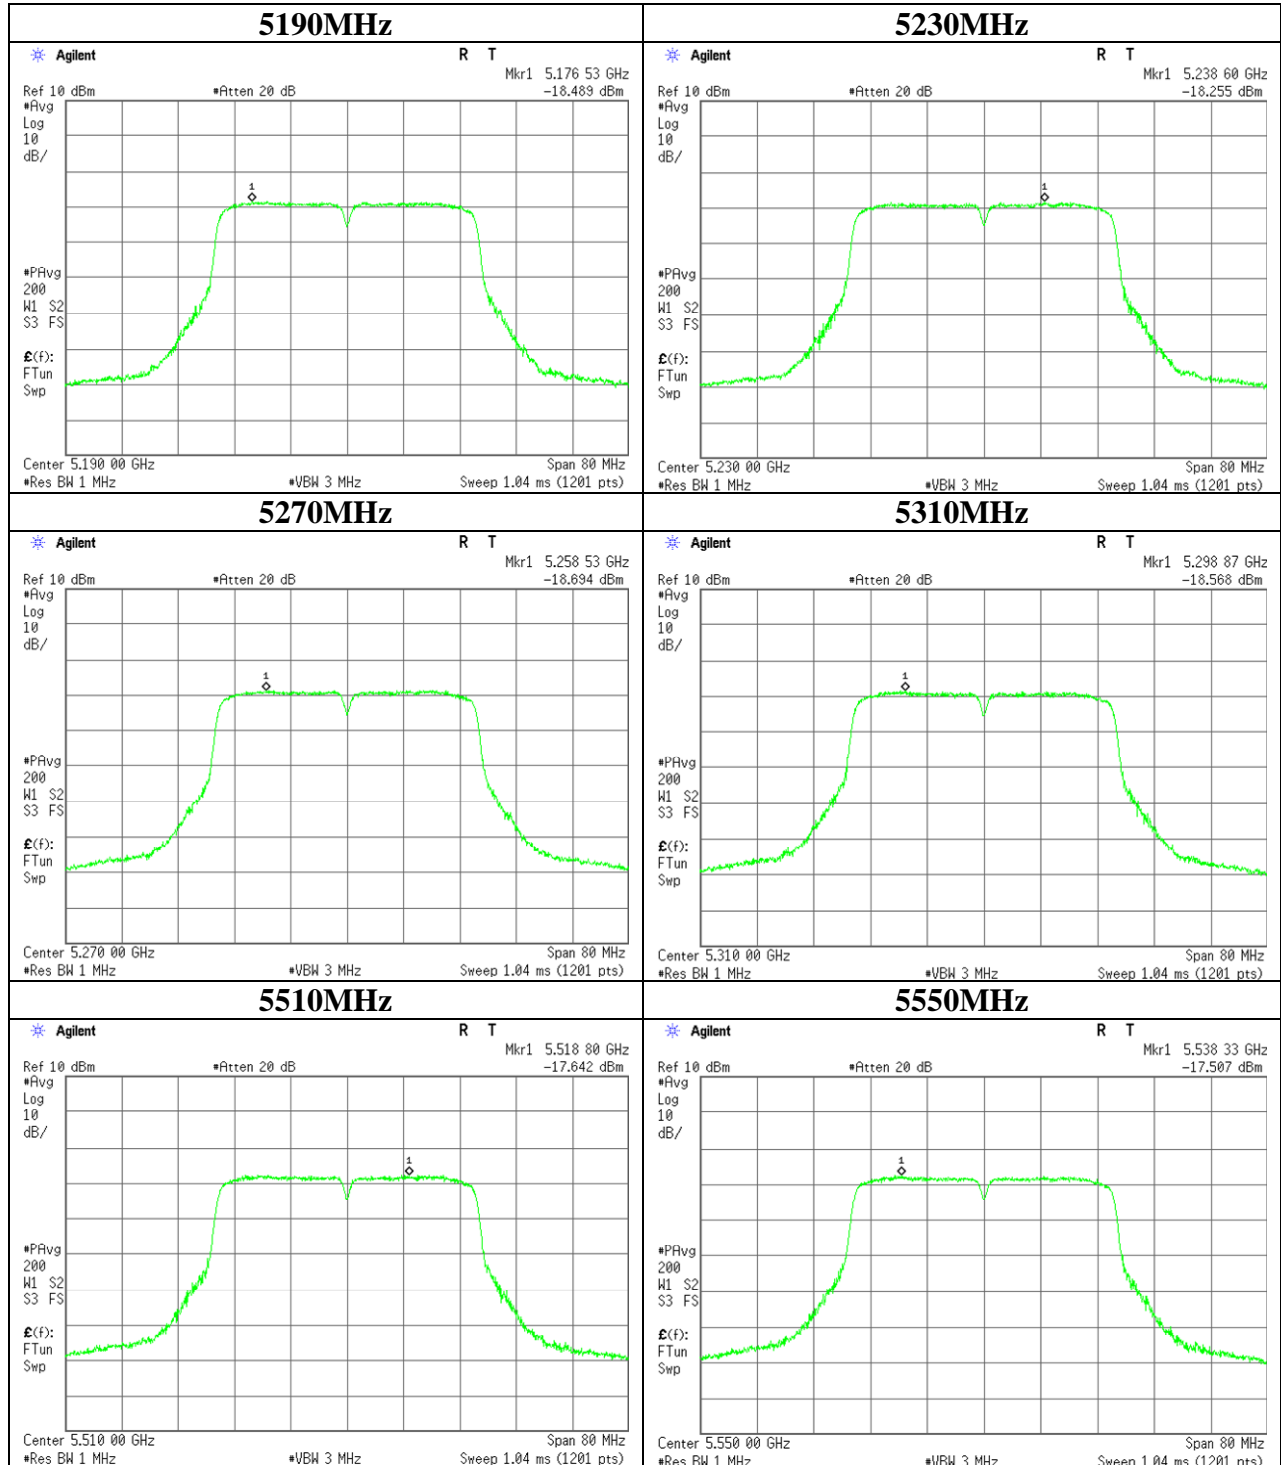 5190MHz
Agilent R T
Mkr1 5.176 53 GHz
Ref 10 dBm #Atten 20 dB -18.489 dBm
#Avg
Log
10
dB/
1
#PAvg
200
W1 S2
S3 FS
£(f):
FTun
Swp
Center 5.190 00 GHz Span 80 MHz
#Res BW 1 MHz #VBW 3 MHz Sweep 1.04 ms (1201 pts)
5230MHz
Agilent R T
Mkr1 5.238 60 GHz
Ref 10 dBm #Atten 20 dB -18.255 dBm
#Avg
Log
10
dB/
1
#PAvg
200
W1 S2
S3 FS
£(f):
FTun
Swp
Center 5.230 00 GHz Span 80 MHz
#Res BW 1 MHz #VBW 3 MHz Sweep 1.04 ms (1201 pts)
5270MHz
Agilent R T
Mkr1 5.258 53 GHz
Ref 10 dBm #Atten 20 dB -18.694 dBm
#Avg
Log
10
dB/
1
#PAvg
200
W1 S2
S3 FS
£(f):
FTun
Swp
Center 5.270 00 GHz Span 80 MHz
#Res BW 1 MHz #VBW 3 MHz Sweep 1.04 ms (1201 pts)
5310MHz
Agilent R T
Mkr1 5.298 87 GHz
Ref 10 dBm #Atten 20 dB -18.568 dBm
#Avg
Log
10
dB/
1
#PAvg
200
W1 S2
S3 FS
£(f):
FTun
Swp
Center 5.310 00 GHz Span 80 MHz
#Res BW 1 MHz #VBW 3 MHz Sweep 1.04 ms (1201 pts)
5510MHz
Agilent R T
Mkr1 5.518 80 GHz
Ref 10 dBm #Atten 20 dB -17.642 dBm
#Avg
Log
10
dB/
1
#PAvg
200
W1 S2
S3 FS
£(f):
FTun
Swp
Center 5.510 00 GHz Span 80 MHz
#Res BW 1 MHz #VBW 3 MHz Sweep 1.04 ms (1201 pts)
5550MHz
Agilent R T
Mkr1 5.538 33 GHz
Ref 10 dBm #Atten 20 dB -17.507 dBm
#Avg
Log
10
dB/
1
#PAvg
200
W1 S2
S3 FS
£(f):
FTun
Swp
Center 5.550 00 GHz Span 80 MHz
#Res BW 1 MHz #VBW 3 MHz Sweep 1.04 ms (1201 pts)